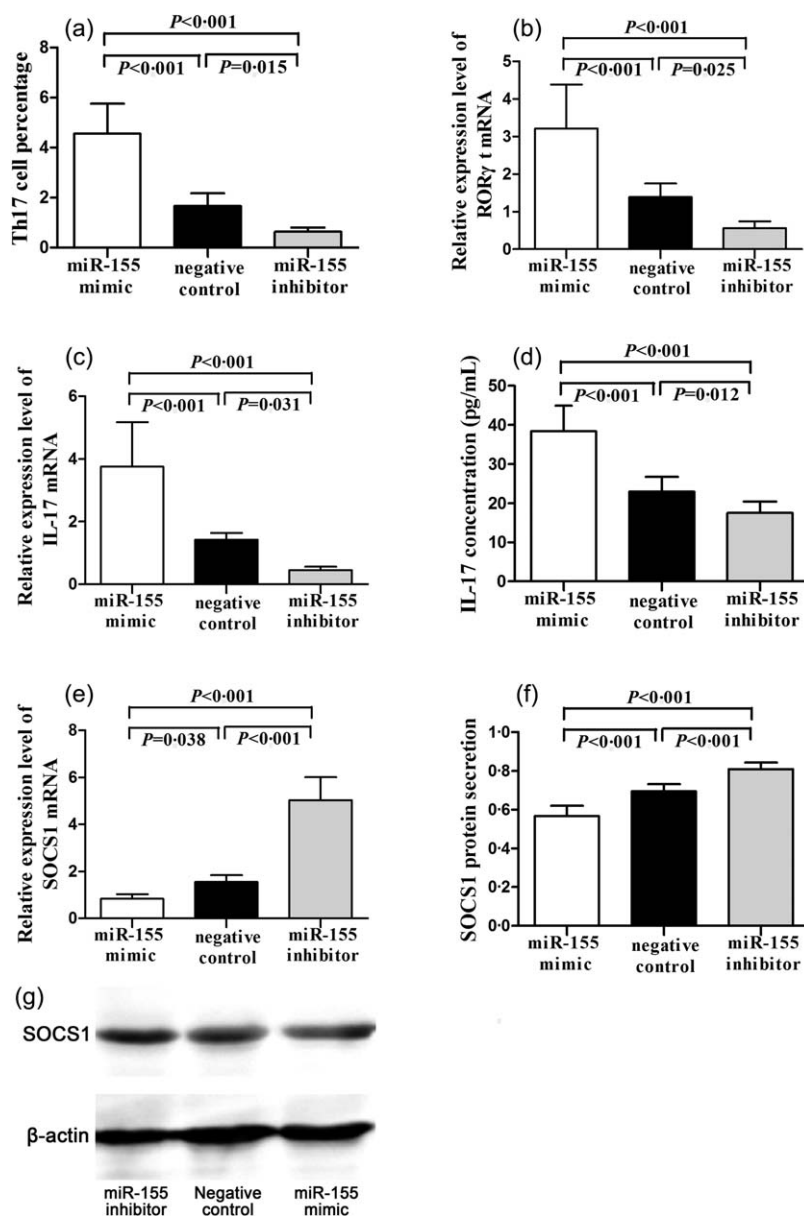 (a)
P<0·001
P<0·001
P=0·015
Th17 cell percentage
8
6
4
2
0
miR-155
mimic
negative
control
miR-155
inhibitor
(b)
P<0·001
P<0·001
P=0·025
Relative expression level of
RORγ t mRNA
5
4
3
2
1
0
miR-155
mimic
negative
control
miR-155
inhibitor
(c)
P<0·001
P<0·001
P=0·031
Relative expression level of
IL-17 mRNA
6
4
2
0
miR-155
mimic
negative
control
miR-155
inhibitor
(d)
P<0·001
P<0·001
P=0·012
IL-17 concentration (pg/mL)
50
40
30
20
10
0
miR-155
mimic
negative
control
miR-155
inhibitor
(e)
P<0·001
P=0·038
P<0·001
Relative expression level of
SOCS1 mRNA
8
6
4
2
0
miR-155
mimic
negative
control
miR-155
inhibitor
(f)
P<0·001
P<0·001
P<0·001
SOCS1 protein secretion
1·0
0·8
0·6
0·4
0·2
0·0
miR-155
mimic
negative
control
miR-155
inhibitor
(g)
SOCS1
β-actin
miR-155
inhibitor
Negative
control
miR-155
mimic